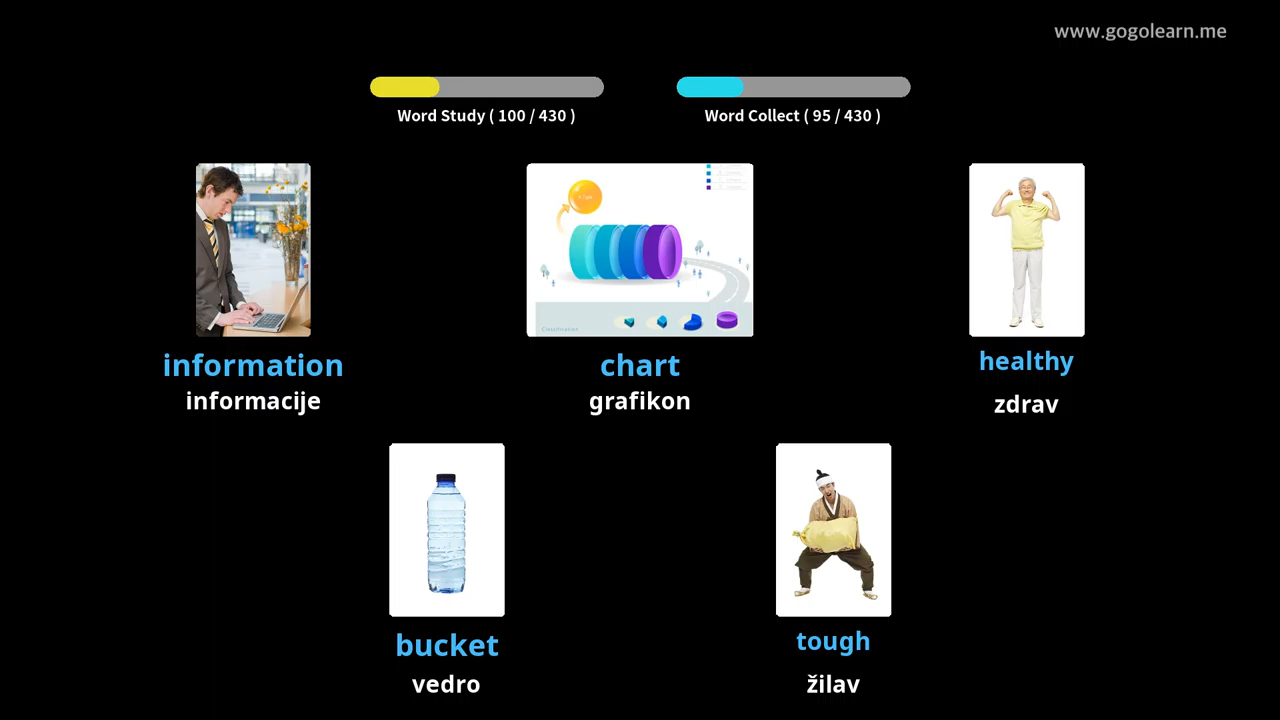 www.gogolearn.me
Word Study ( 100 / 430 )
Word Collect ( 95 / 430 )
Classification
information
informacije
chart
grafikon
healthy
zdrav
bucket
vedro
tough
žilav